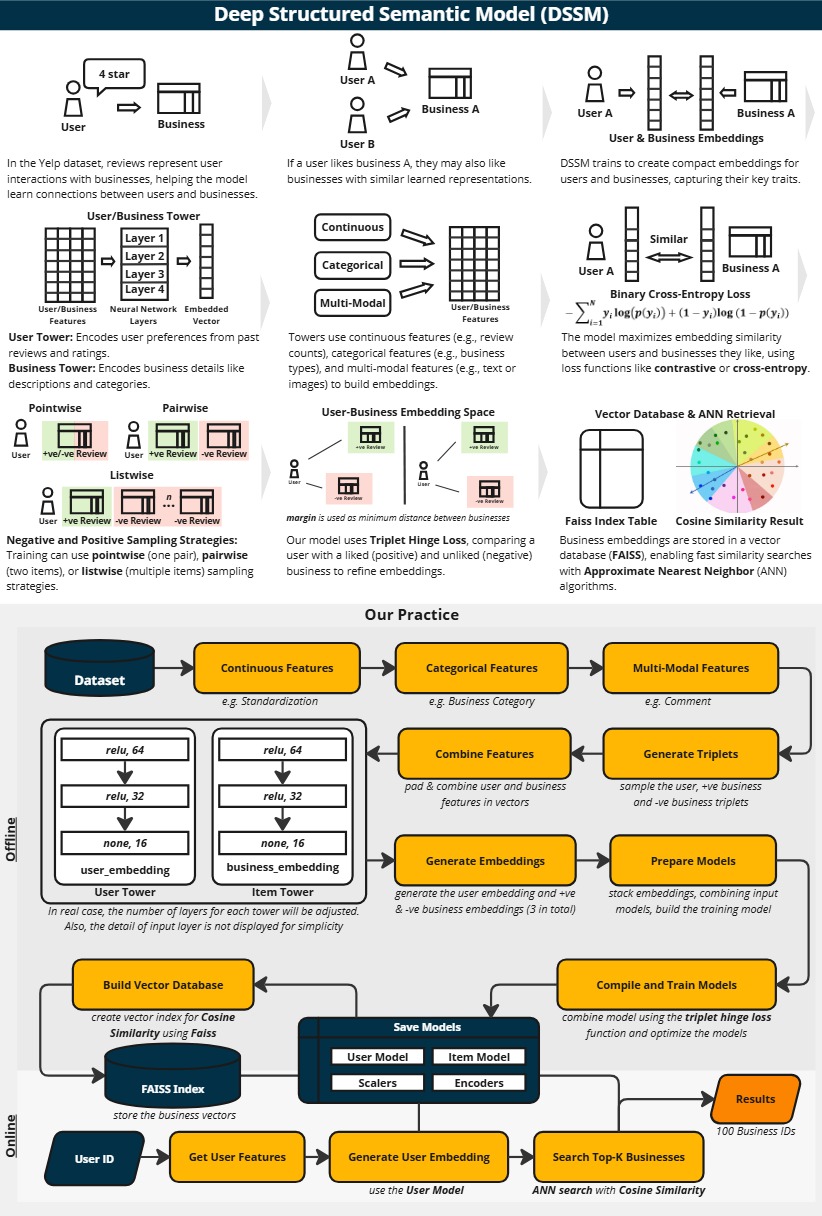 Deep Structured Semantic Model (DSSM)
4 star
User
Business
In the Yelp dataset, reviews represent user
interactions with businesses, helping the model
learn connections between users and businesses.
User A
User B
Business A
If a user likes business A, they may also like
businesses with similar learned representations.
User A
Business A
User & Business Embeddings
DSSM trains to create compact embeddings for
users and businesses, capturing their key traits.
User/Business Tower
Layer 1
Layer 2
Layer 3
Layer 4
User/Business
Features
Neural Network
Layers
Embedded
Vector
User Tower: Encodes user preferences from past
reviews and ratings.
Business Tower: Encodes business details like
descriptions and categories.
Continuous
Categorical
Multi-Modal
User/Business
Features
Towers use continuous features (e.g., review
counts), categorical features (e.g., business
types), and multi-modal features (e.g., text or
images) to build embeddings.
Similar
User A
Business A
Binary Cross-Entropy Loss
−∑ᵢ₌₁ᴺ yᵢ log(p(yᵢ)) + (1 − yᵢ)log (1 − p(yᵢ))
The model maximizes embedding similarity
between users and businesses they like, using
loss functions like contrastive or cross-entropy.
Pointwise
User
+ve/-ve Review
Pairwise
User
+ve Review
-ve Review
Listwise
n
...
User
+ve Review
-ve Review
-ve Review
Negative and Positive Sampling Strategies:
Training can use pointwise (one pair), pairwise
(two items), or listwise (multiple items) sampling
strategies.
User-Business Embedding Space
+ve Review
User
-ve Review
+ve Review
User
-ve Review
margin is used as minimum distance between businesses
Our model uses Triplet Hinge Loss, comparing a
user with a liked (positive) and unliked (negative)
business to refine embeddings.
Vector Database & ANN Retrieval
Faiss Index Table
Cosine Similarity Result
Business embeddings are stored in a vector
database (FAISS), enabling fast similarity searches
with Approximate Nearest Neighbor (ANN)
algorithms.
Our Practice
Offline
Dataset
Continuous Features
e.g. Standardization
Categorical Features
e.g. Business Category
Multi-Modal Features
e.g. Comment
Generate Triplets
sample the user, +ve business
and -ve business triplets
Combine Features
pad & combine user and business
features in vectors
relu, 64
relu, 32
none, 16
user_embedding
User Tower
relu, 64
relu, 32
none, 16
business_embedding
Item Tower
In real case, the number of layers for each tower will be adjusted.
Also, the detail of input layer is not displayed for simplicity
Generate Embeddings
generate the user embedding and +ve
& -ve business embeddings (3 in total)
Prepare Models
stack embeddings, combining input
models, build the training model
Compile and Train Models
combine model using the triplet hinge loss
function and optimize the models
Save Models
User Model
Item Model
Scalers
Encoders
Build Vector Database
create vector index for Cosine
Similarity using Faiss
FAISS Index
store the business vectors
Online
User ID
Get User Features
Generate User Embedding
use the User Model
Search Top-K Businesses
ANN search with Cosine Similarity
Results
100 Business IDs